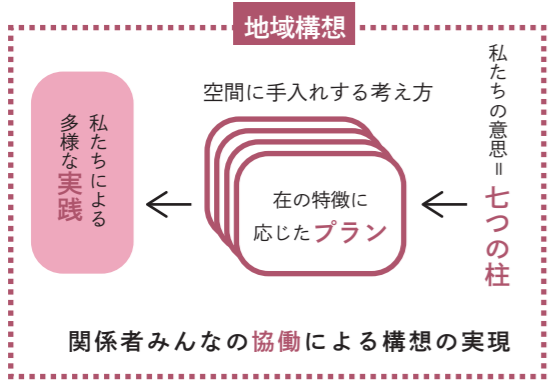 地域構想
私たちの意思＝七つの柱
空間に手入れする考え方
在の特徴に
応じたプラン
私たちによる
多様な実践
関係者みんなの協働による構想の実現